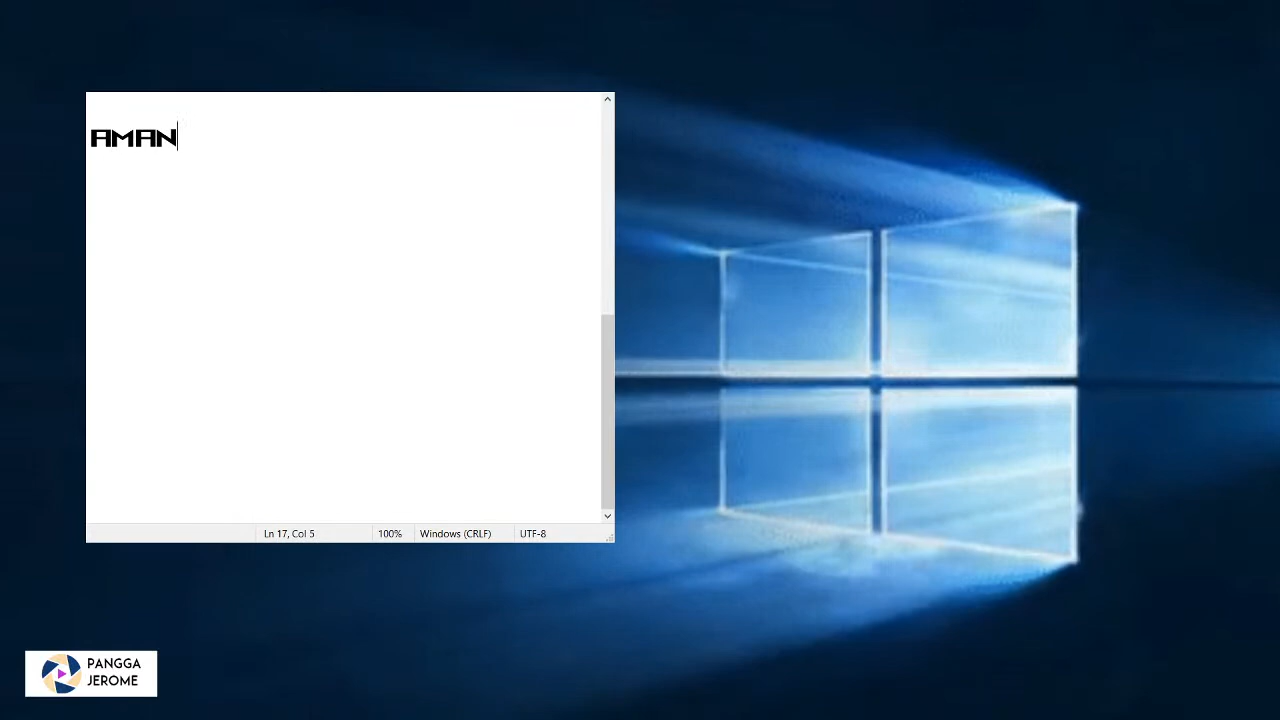 AMAN
Ln 17, Col 5
100%
Windows (CRLF)
UTF-8
PANGGA
JEROME